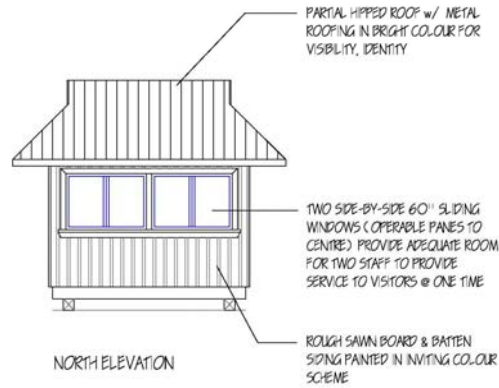 PARTIAL HIPPED ROOF w/ METAL
ROOFING IN BRIGHT COLOUR FOR
VISIBILITY, IDENTITY
TWO SIDE-BY-SIDE 60" SLIDING
WINDOWS (OPERABLE PANES TO
CENTRE) PROVIDE ADEQUATE ROOM
FOR TWO STAFF TO PROVIDE
SERVICE TO VISITORS @ ONE TIME
ROUGH SAWN BOARD & BATTEN
SIDING PAINTED IN INVITING COLOUR
SCHEME
NORTH ELEVATION